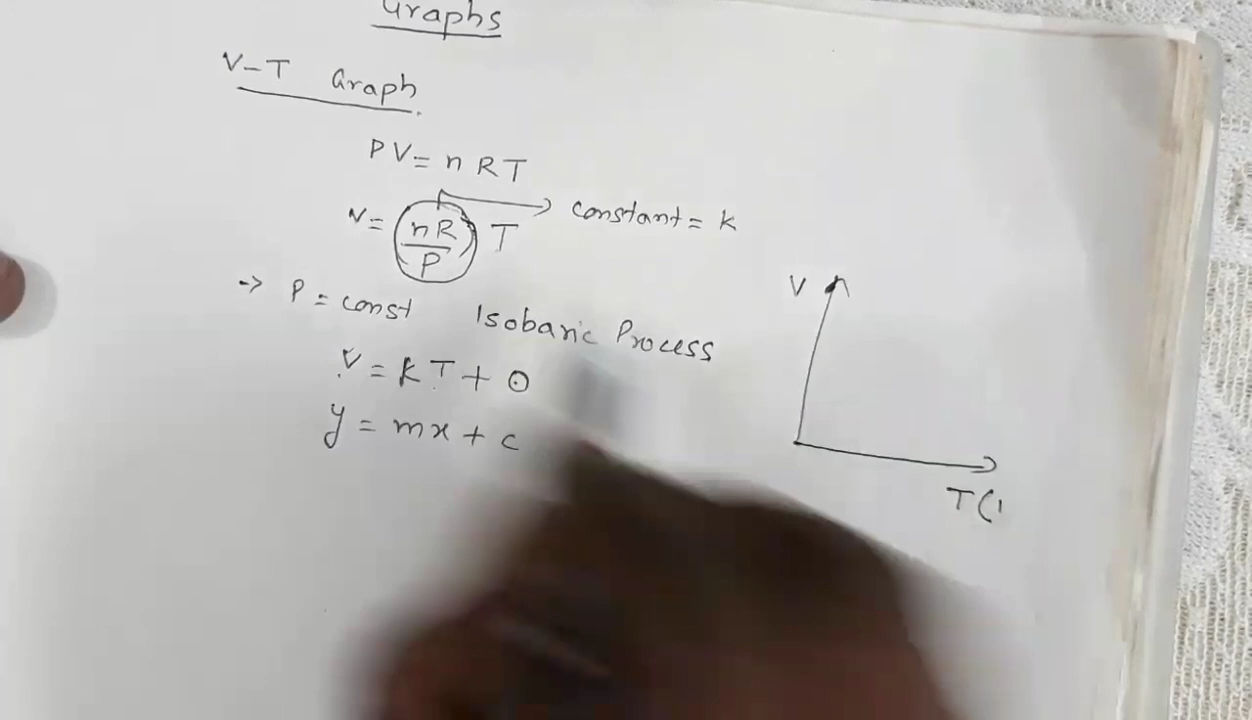 Graphs
V-T Graph.
PV = nRT
V = nR/P T → constant = k
→ P = const Isobaric Process
V = kT + 0
y = mx + c
V
T(